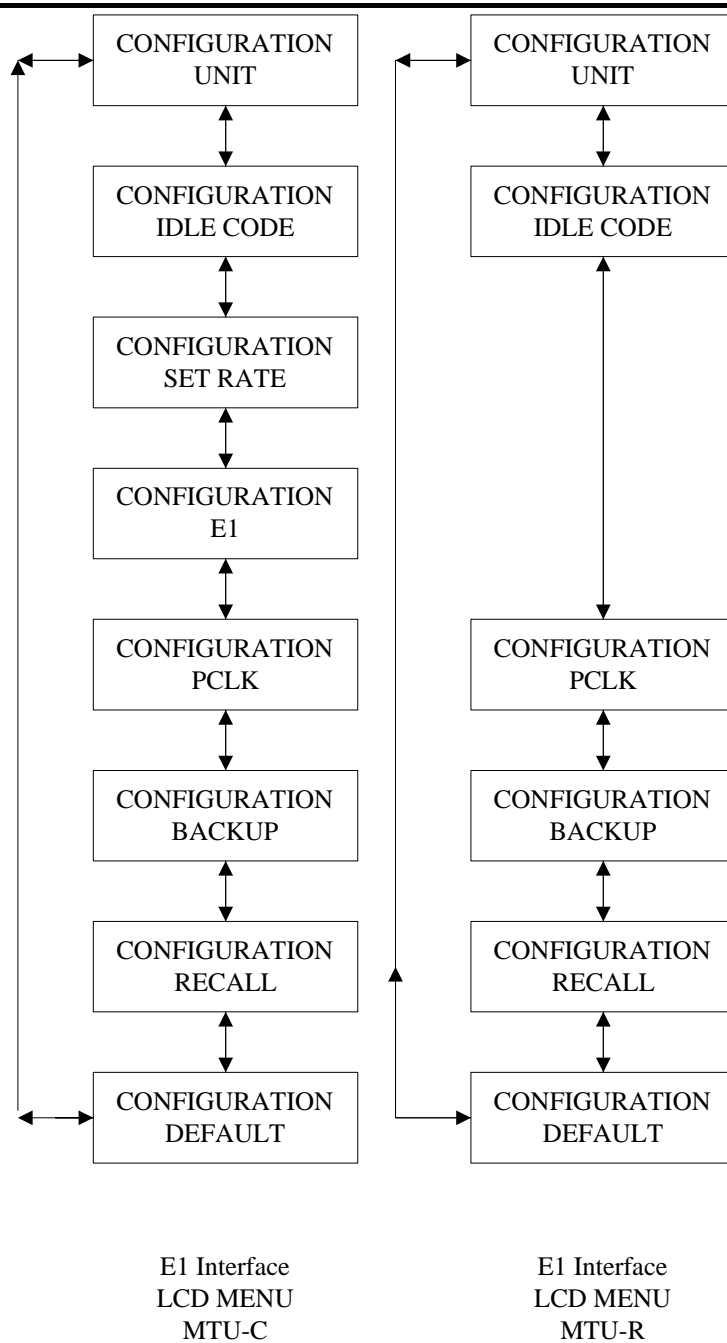 CONFIGURATION
UNIT
CONFIGURATION
IDLE CODE
CONFIGURATION
SET RATE
CONFIGURATION
E1
CONFIGURATION
PCLK
CONFIGURATION
BACKUP
CONFIGURATION
RECALL
CONFIGURATION
DEFAULT
E1 Interface
LCD MENU
MTU-C
CONFIGURATION
UNIT
CONFIGURATION
IDLE CODE
CONFIGURATION
PCLK
CONFIGURATION
BACKUP
CONFIGURATION
RECALL
CONFIGURATION
DEFAULT
E1 Interface
LCD MENU
MTU-R